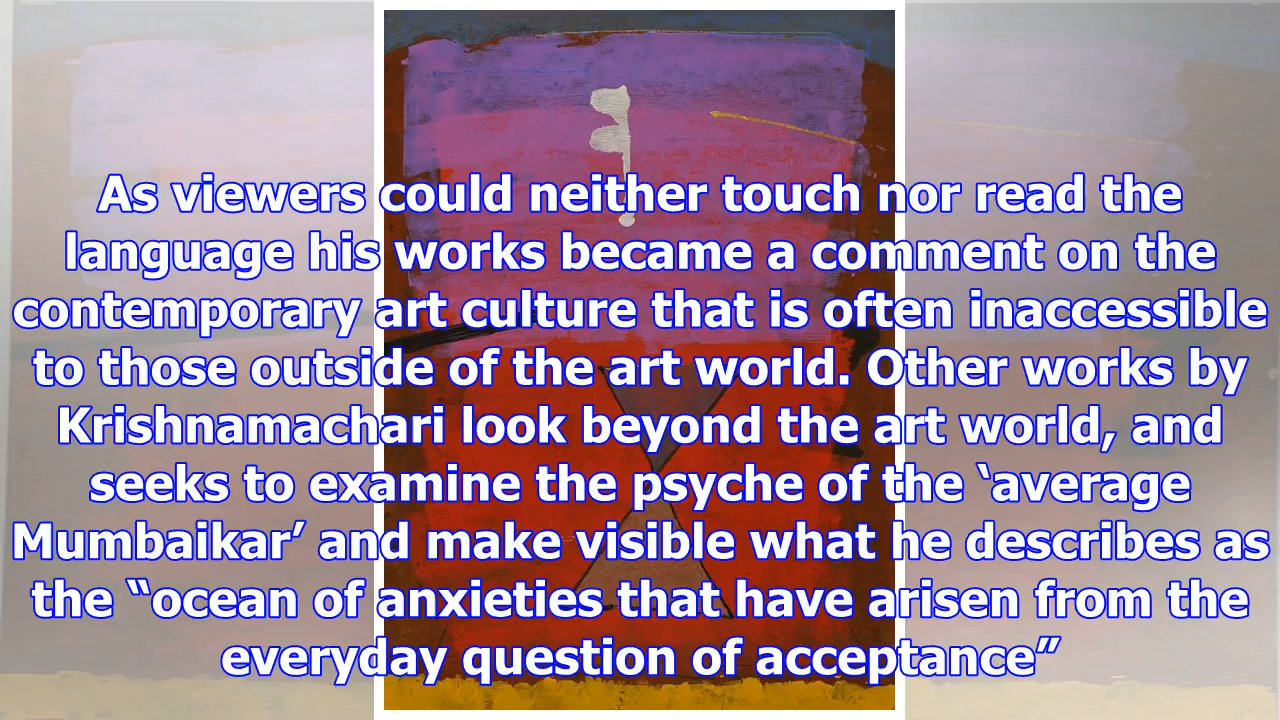 As viewers could neither touch nor read the
language his works became a comment on the
contemporary art culture that is often inaccessible
to those outside of the art world. Other works by
Krishnamachari look beyond the art world, and
seeks to examine the psyche of the ‘average
Mumbaikar’ and make visible what he describes as
the “ocean of anxieties that have arisen from the
everyday question of acceptance”